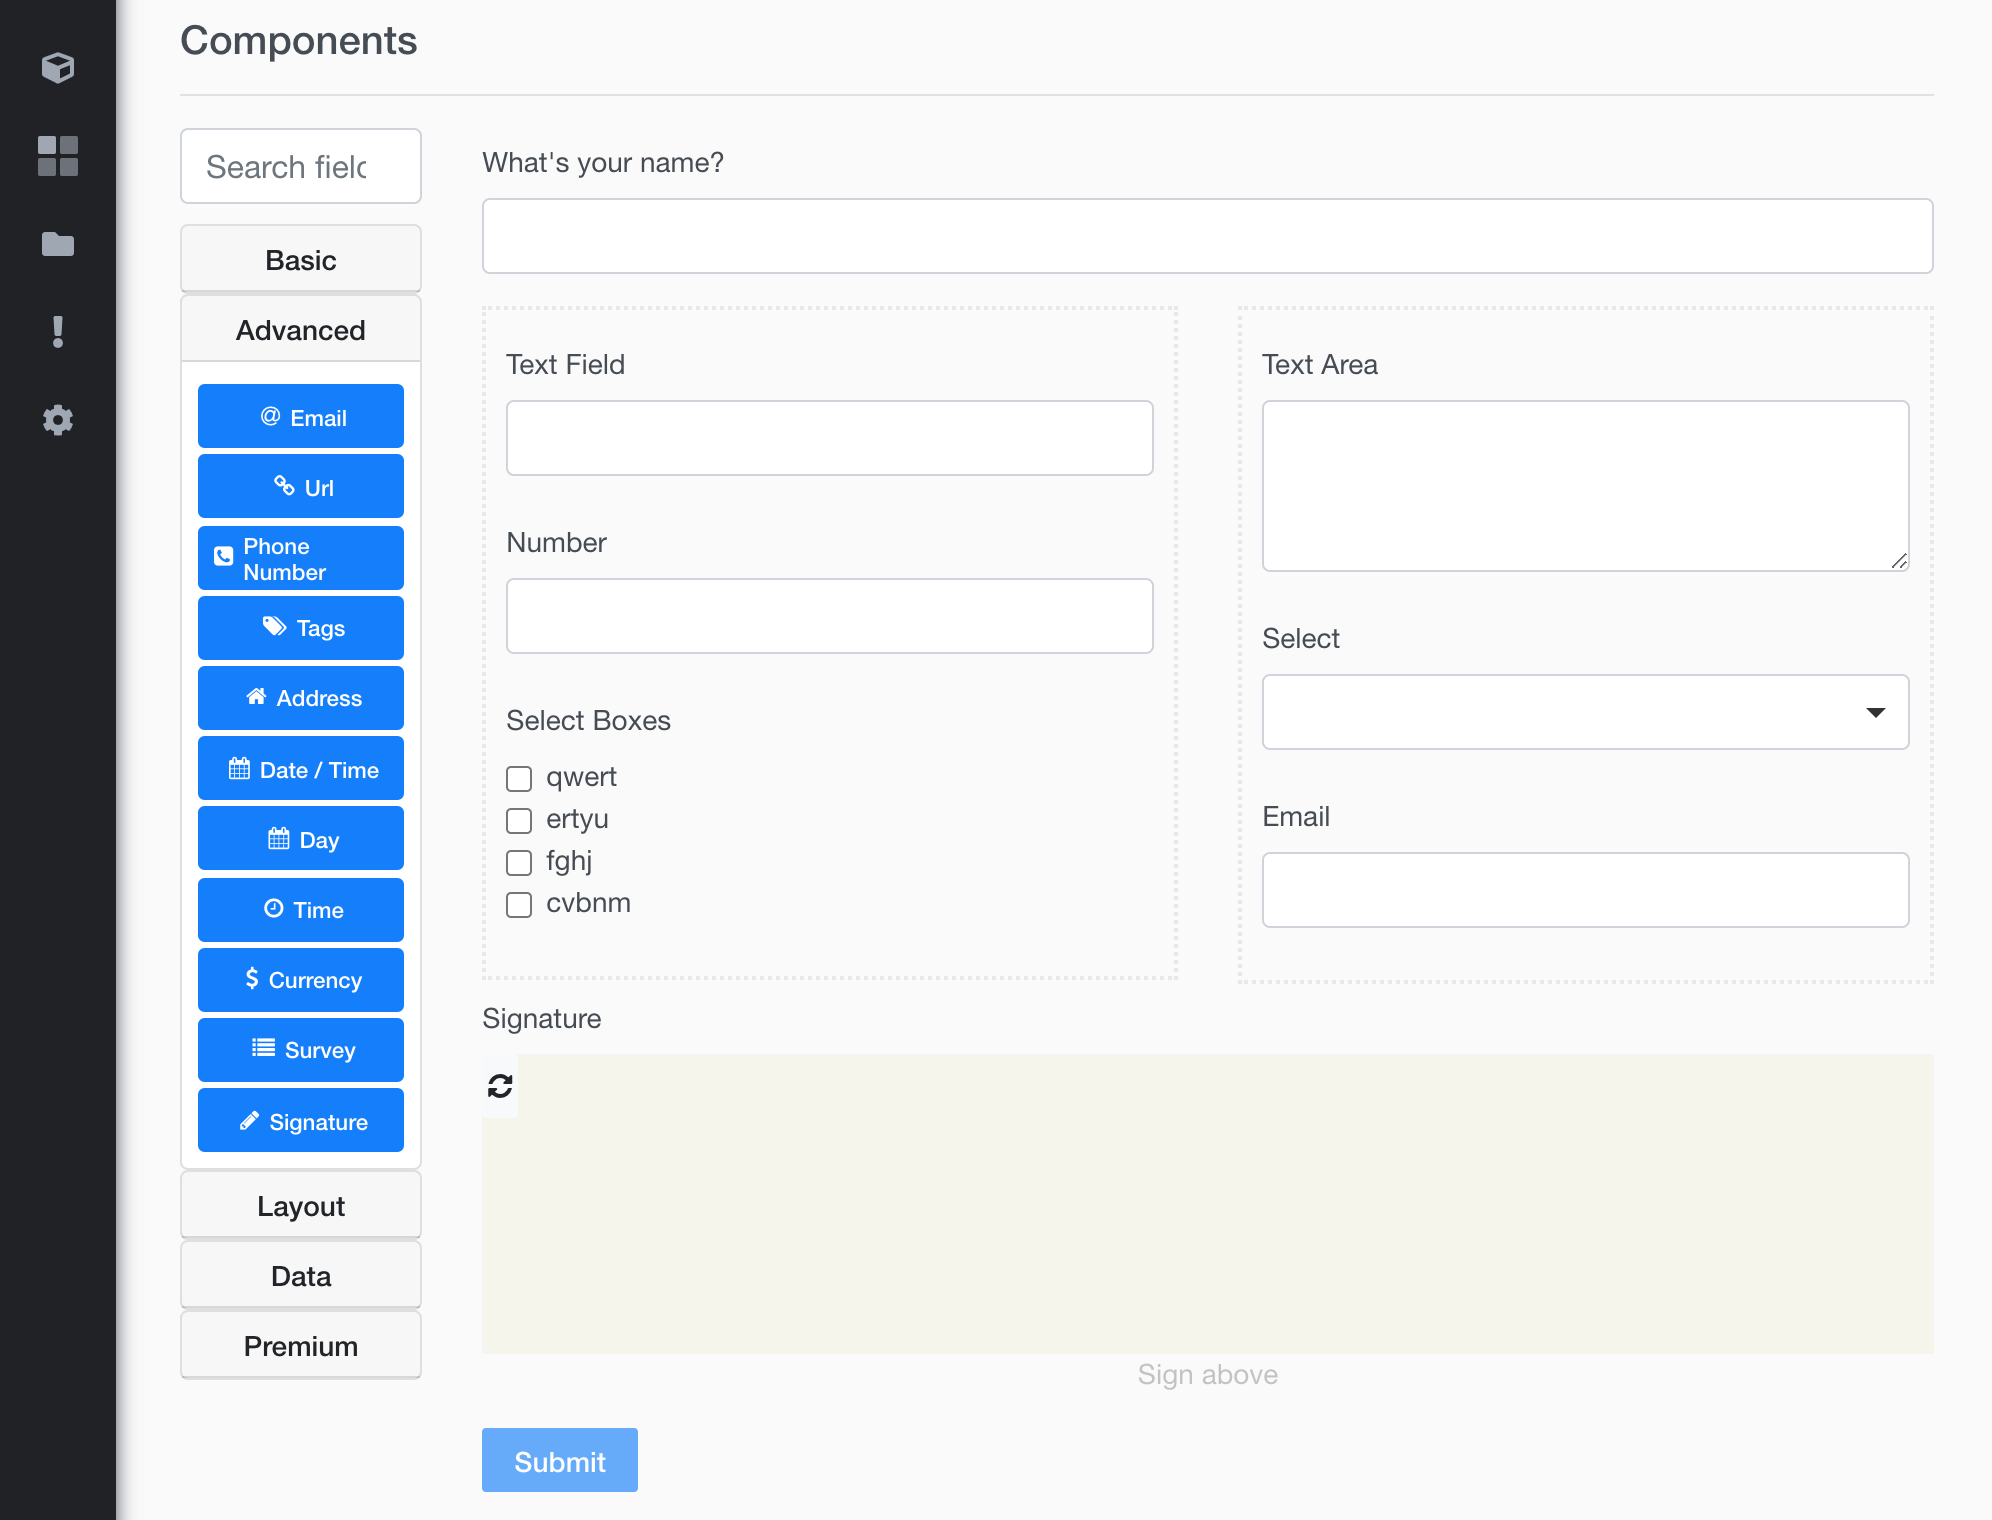 Components
Search field
Basic
Advanced
@ Email
Url
Phone
Number
Tags
Address
Date / Time
Day
Time
$ Currency
Survey
Signature
Layout
Data
Premium
What's your name?
Text Field
Number
Select Boxes
qwert
ertyu
fghj
cvbnm
Text Area
Select
Email
Signature
Sign above
Submit